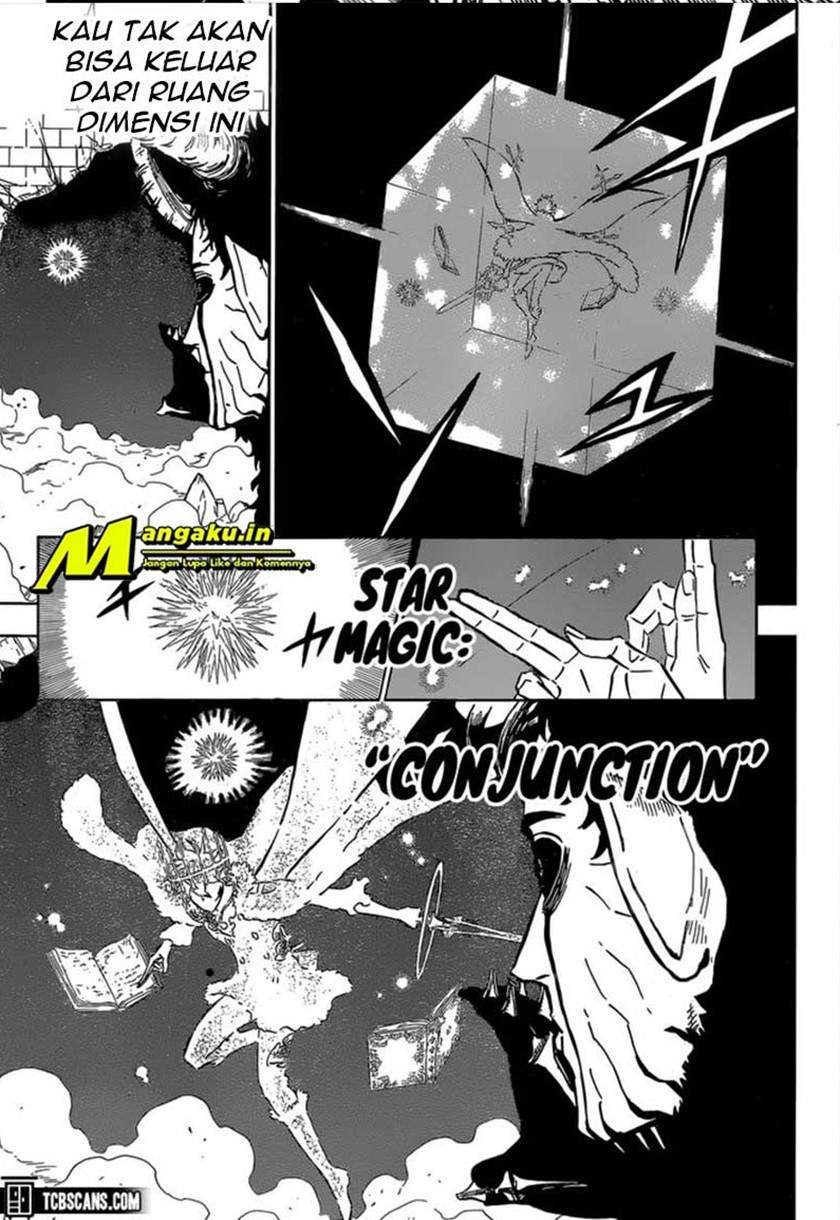 KAU TAK AKAN
BISA KELUAR
DARI RUANG
DIMENSI INI
Mangaku.in
Jangan Lupa Like dan Komennya
STAR
MAGIC:
“CONJUNCTION”
TCBSCANS.COM